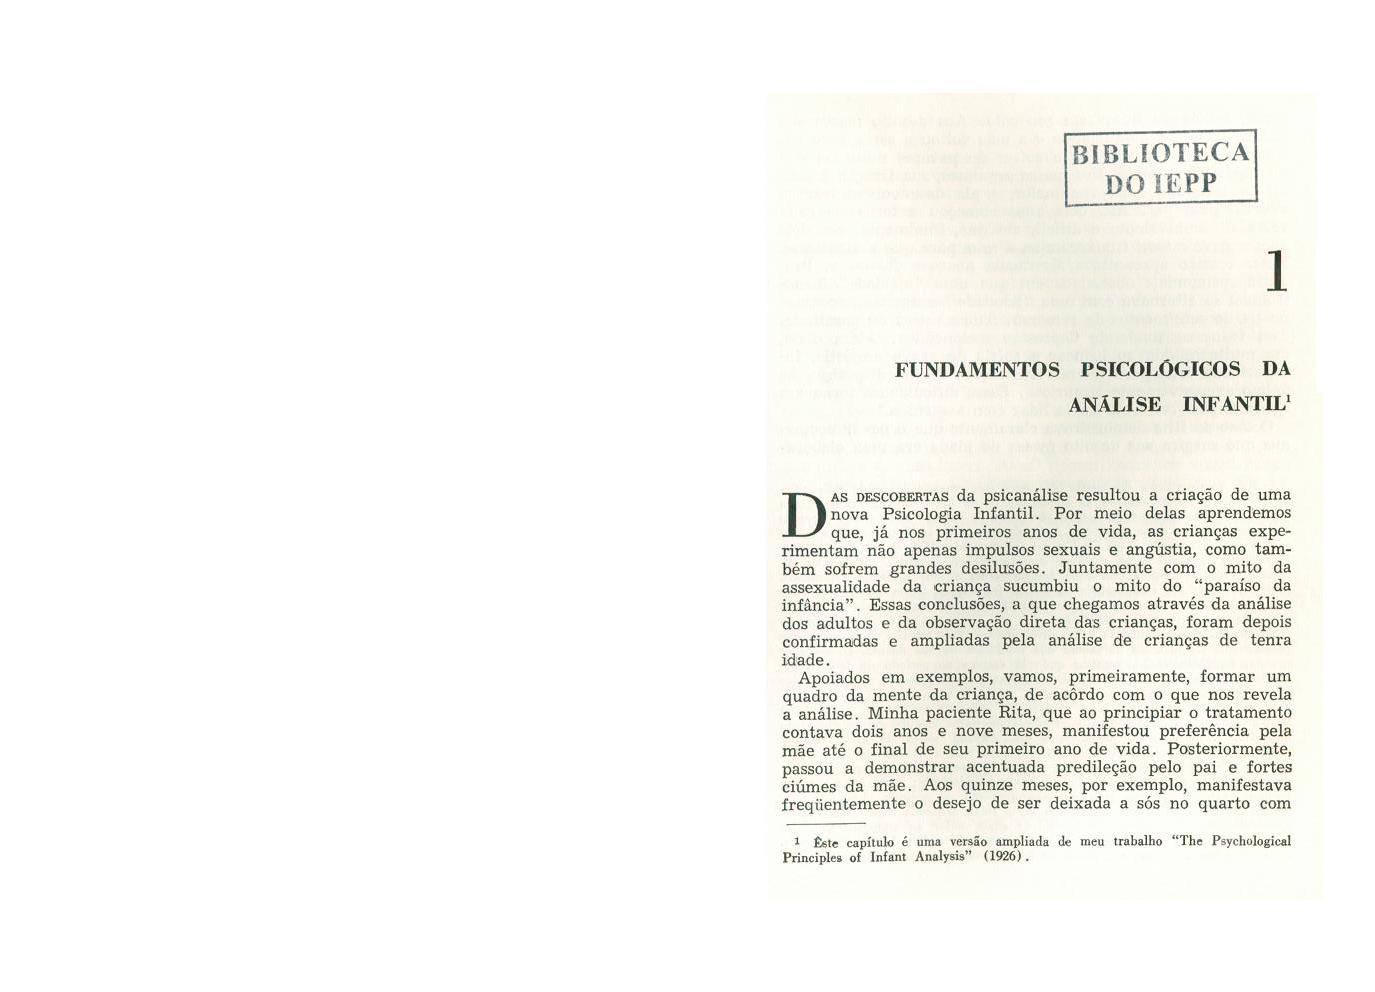 BIBLIOTECA
DO IEPP
1
FUNDAMENTOS PSICOLÓGICOS DA
ANÁLISE INFANTIL¹
DAS DESCOBERTAS da psicanálise resultou a criação de uma
nova Psicologia Infantil. Por meio delas aprendemos
que, já nos primeiros anos de vida, as crianças expe-
rimentam não apenas impulsos sexuais e angústia, como tam-
bém sofrem grandes desilusões. Juntamente com o mito da
assexualidade da criança sucumbiu o mito do “paraíso da
infância”. Essas conclusões, a que chegamos através da análise
dos adultos e da observação direta das crianças, foram depois
confirmadas e ampliadas pela análise de crianças de tenra
idade.
Apoiados em exemplos, vamos, primeiramente, formar um
quadro da mente da criança, de acôrdo com o que nos revela
a análise. Minha paciente Rita, que ao principiar o tratamento
contava dois anos e nove meses, manifestou preferência pela
mãe até o final de seu primeiro ano de vida. Posteriormente,
passou a demonstrar acentuada predileção pelo pai e fortes
ciúmes da mãe. Aos quinze meses, por exemplo, manifestava
freqüentemente o desejo de ser deixada a sós no quarto com
¹ Êste capítulo é uma versão ampliada de meu trabalho “The Psychological
Principles of Infant Analysis” (1926).